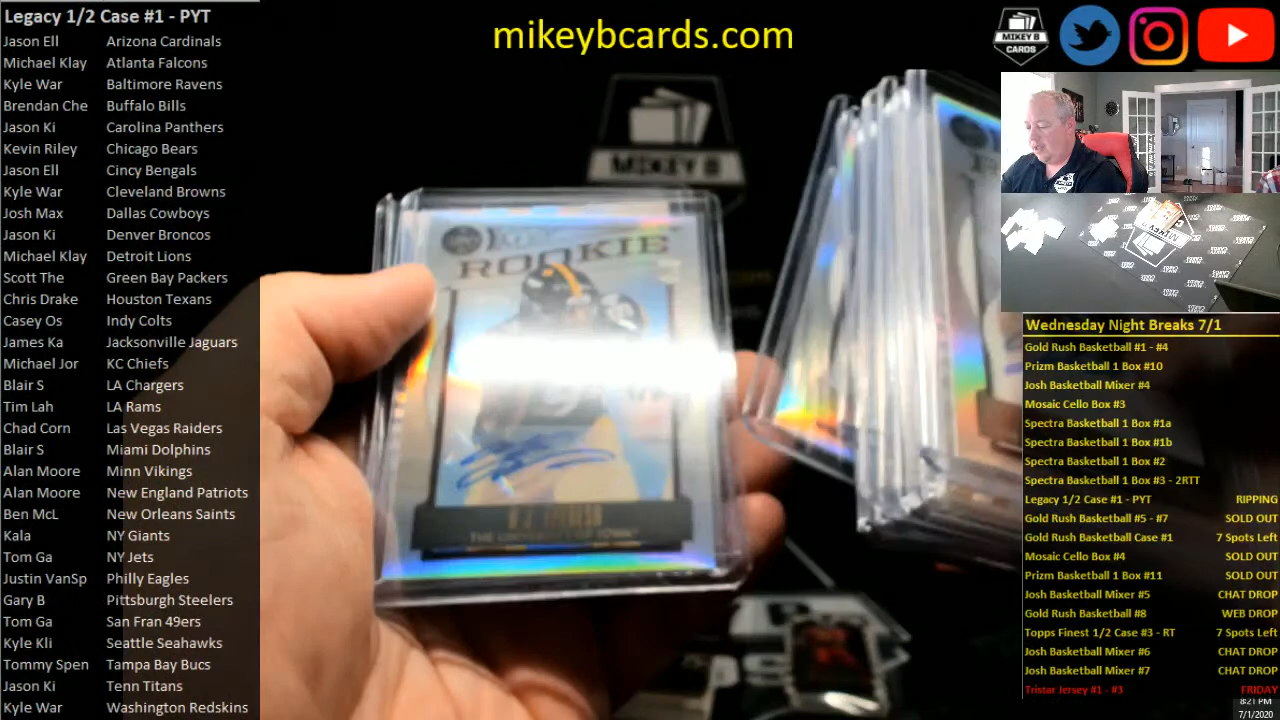 Legacy 1/2 Case #1 - PYT
Jason Ell Arizona Cardinals
Michael Klay Atlanta Falcons
Kyle War Baltimore Ravens
Brendan Che Buffalo Bills
Jason Ki Carolina Panthers
Kevin Riley Chicago Bears
Jason Ell Cincy Bengals
Kyle War Cleveland Browns
Josh Max Dallas Cowboys
Jason Ki Denver Broncos
Michael Klay Detroit Lions
Scott The Green Bay Packers
Chris Drake Houston Texans
Casey Os Indy Colts
James Ka Jacksonville Jaguars
Michael Jor KC Chiefs
Blair S LA Chargers
Tim Lah LA Rams
Chad Corn Las Vegas Raiders
Blair S Miami Dolphins
Alan Moore Minn Vikings
Alan Moore New England Patriots
Ben McL New Orleans Saints
Kala NY Giants
Tom Ga NY Jets
Justin VanSp Philly Eagles
Gary B Pittsburgh Steelers
Tom Ga San Fran 49ers
Kyle Kli Seattle Seahawks
Tommy Spen Tampa Bay Bucs
Jason Ki Tenn Titans
Kyle War Washington Redskins
mikeybcards.com
MIKEY B
ROOKIE
MIKEY B
CARDS
Wednesday Night Breaks 7/1
Gold Rush Basketball #1 - #4
Prizm Basketball 1 Box #10
Josh Basketball Mixer #4
Mosaic Cello Box #3
Spectra Basketball 1 Box #1a
Spectra Basketball 1 Box #1b
Spectra Basketball 1 Box #2
Spectra Basketball 1 Box #3 - 2RTT
Legacy 1/2 Case #1 - PYT RIPPING
Gold Rush Basketball #5 - #7 SOLD OUT
Gold Rush Basketball Case #1 7 Spots Left
Mosaic Cello Box #4 SOLD OUT
Prizm Basketball 1 Box #11 SOLD OUT
Josh Basketball Mixer #5 CHAT DROP
Gold Rush Basketball #8 WEB DROP
Topps Finest 1/2 Case #3 - RT 7 Spots Left
Josh Basketball Mixer #6 CHAT DROP
Josh Basketball Mixer #7 CHAT DROP
Tristar Jersey #1 - #3 FRIDAY
8:21 PM
7/1/2020